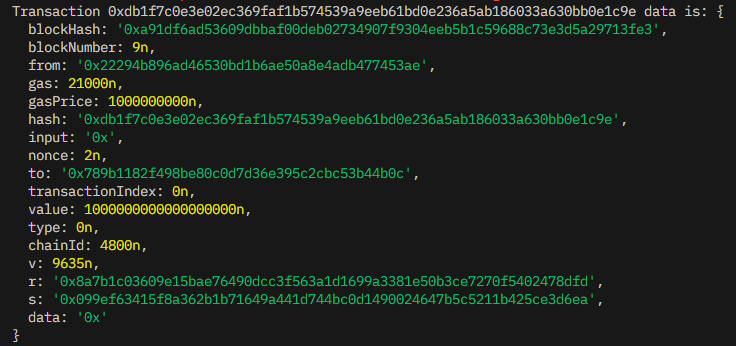 Transaction 0xdb1f7c0e3e02ec369faf1b574539a9eeb61bd0e236a5ab186033a630bb0e1c9e data is: {
  blockHash: '0xa91df6ad53609dbbaf00deb02734907f9304eeb5b1c59688c73e3d5a29713fe3',
  blockNumber: 9n,
  from: '0x22294b896ad46530bd1b6ae50a8e4adb477453ae',
  gas: 21000n,
  gasPrice: 1000000000n,
  hash: '0xdb1f7c0e3e02ec369faf1b574539a9eeb61bd0e236a5ab186033a630bb0e1c9e',
  input: '0x',
  nonce: 2n,
  to: '0x789b1182f498be80c0d7d36e395c2cbc53b44b0c',
  transactionIndex: 0n,
  value: 1000000000000000000n,
  type: 0n,
  chainId: 4800n,
  v: 9635n,
  r: '0x8a7b1c03609e15bae76490dcc3f563a1d1699a3381e50b3ce7270f5402478dfd',
  s: '0x099ef63415f8a362b1b71649a441d744bc0d1490024647b5c5211b425ce3d6ea',
  data: '0x'
}